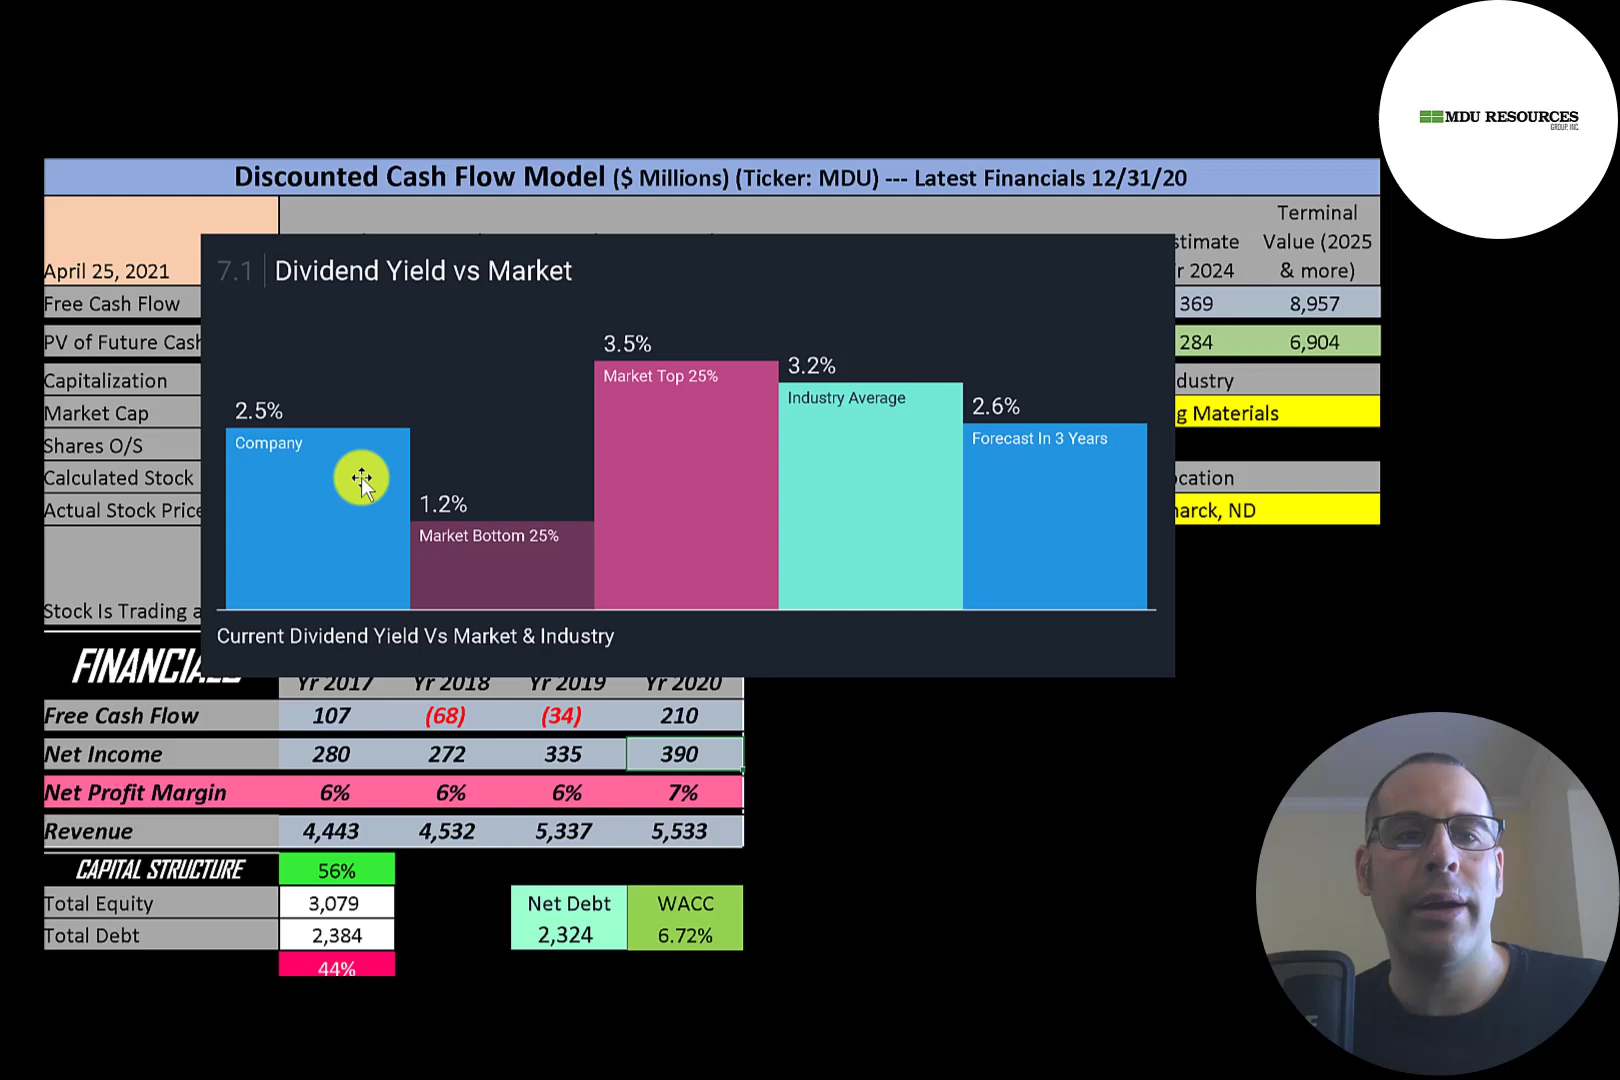 MDU RESOURCES
GROUP, INC.
Discounted Cash Flow Model ($ Millions) (Ticker: MDU) --- Latest Financials 12/31/20
Terminal
Value (2025
& more)
April 25, 2021
r 2024
Free Cash Flow
369
8,957
PV of Future Cash
284
6,904
Capitalization
Market Cap
g Materials
Shares O/S
Calculated Stock
Actual Stock Price
Stock Is Trading a
7.1
Dividend Yield vs Market
2.5%
Company
1.2%
Market Bottom 25%
3.5%
Market Top 25%
3.2%
Industry Average
2.6%
Forecast In 3 Years
Current Dividend Yield Vs Market & Industry
FINANCIALS
Yr 2017
Yr 2018
Yr 2019
Yr 2020
Free Cash Flow
107
(68)
(34)
210
Net Income
280
272
335
390
Net Profit Margin
6%
6%
6%
7%
Revenue
4,443
4,532
5,337
5,533
CAPITAL STRUCTURE
56%
Total Equity
3,079
Net Debt
WACC
Total Debt
2,384
2,324
6.72%
44%